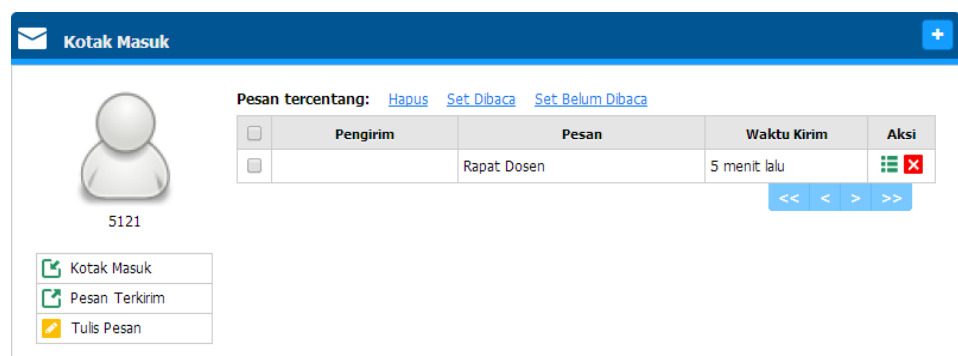 Kotak Masuk
+
Pesan tercentang: Hapus Set Dibaca Set Belum Dibaca
Pengirim Pesan Waktu Kirim Aksi
Rapat Dosen 5 menit lalu
<< < > >>
5121
Kotak Masuk
Pesan Terkirim
Tulis Pesan